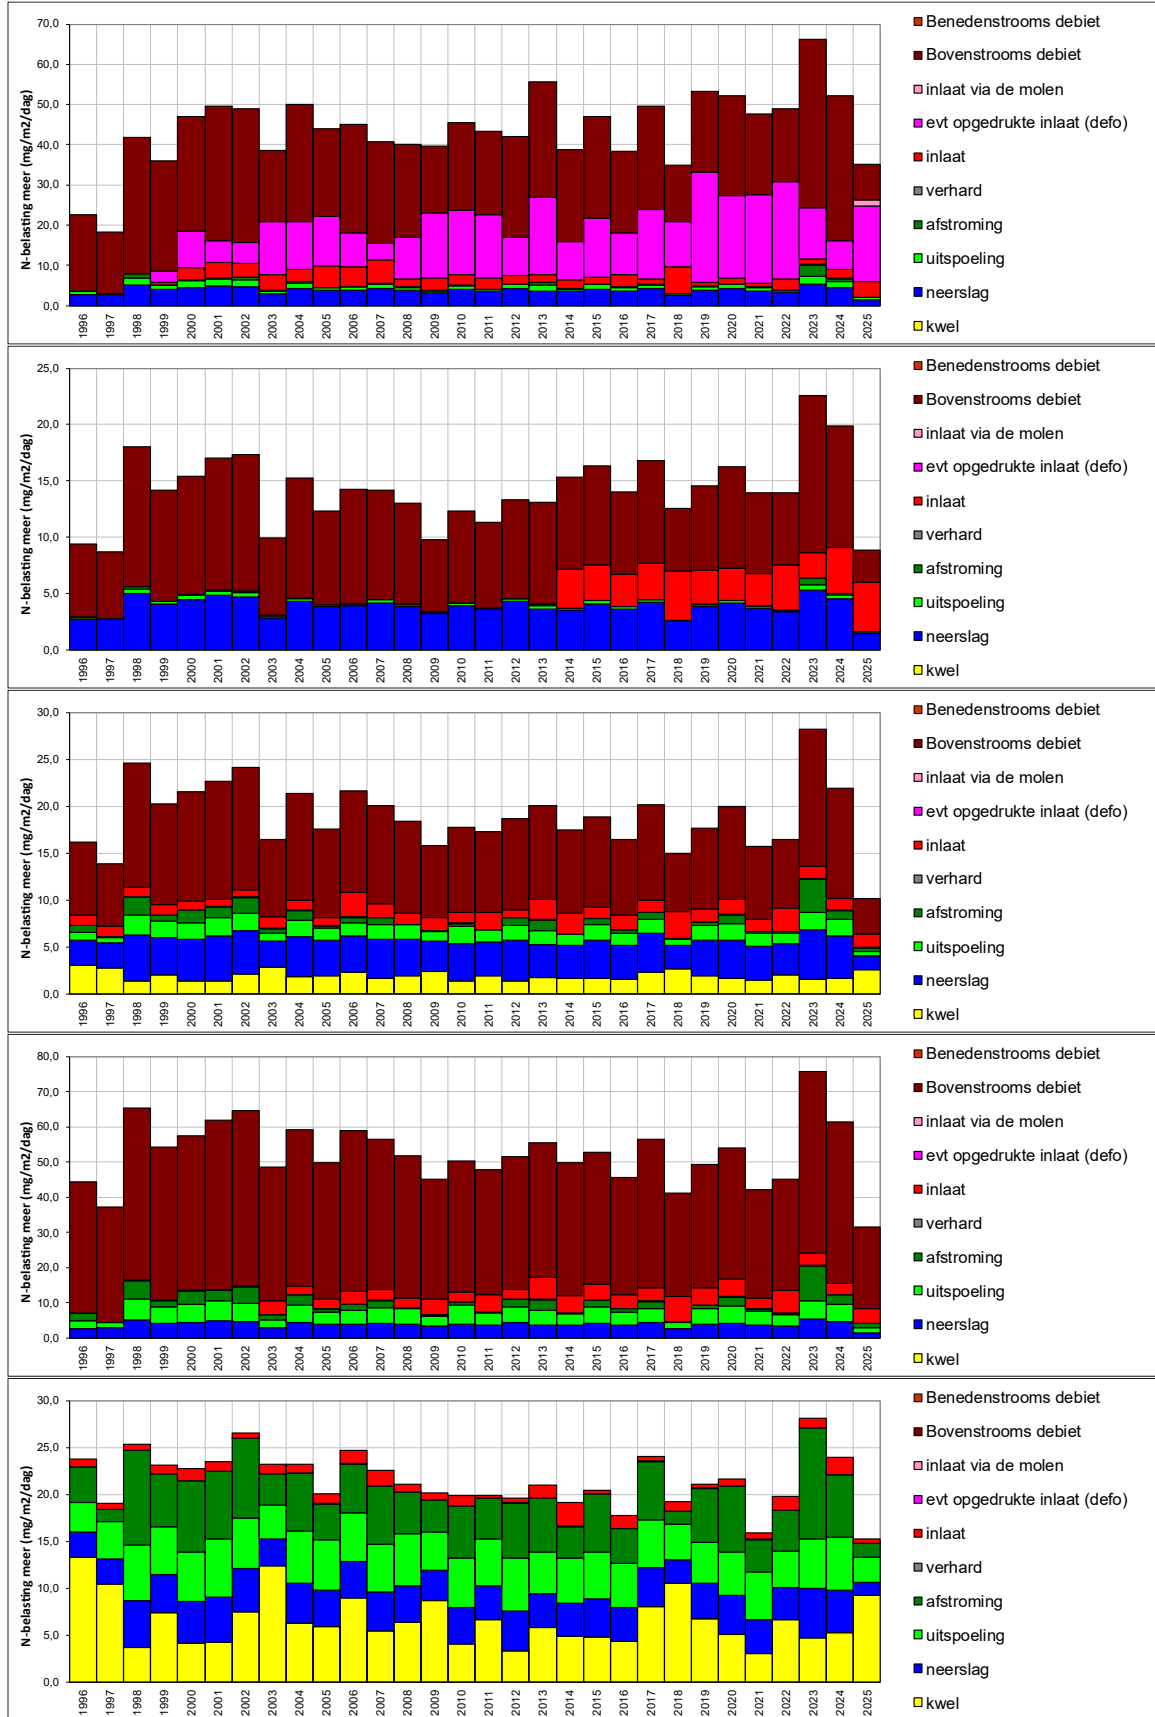 N-belasting meer (mg/m2/dag)
70,0
60,0
50,0
40,0
30,0
20,0
10,0
0,0
1996 1997 1998 1999 2000 2001 2002 2003 2004 2005 2006 2007 2008 2009 2010 2011 2012 2013 2014 2015 2016 2017 2018 2019 2020 2021 2022 2023 2024 2025
Benedenstrooms debiet
Bovenstrooms debiet
inlaat via de molen
evt opgedrukte inlaat (defo)
inlaat
verhard
afstroming
uitspoeling
neerslag
kwel
N-belasting meer (mg/m2/dag)
25,0
20,0
15,0
10,0
5,0
0,0
1996 1997 1998 1999 2000 2001 2002 2003 2004 2005 2006 2007 2008 2009 2010 2011 2012 2013 2014 2015 2016 2017 2018 2019 2020 2021 2022 2023 2024 2025
Benedenstrooms debiet
Bovenstrooms debiet
inlaat via de molen
evt opgedrukte inlaat (defo)
inlaat
verhard
afstroming
uitspoeling
neerslag
kwel
N-belasting meer (mg/m2/dag)
30,0
25,0
20,0
15,0
10,0
5,0
0,0
1996 1997 1998 1999 2000 2001 2002 2003 2004 2005 2006 2007 2008 2009 2010 2011 2012 2013 2014 2015 2016 2017 2018 2019 2020 2021 2022 2023 2024 2025
Benedenstrooms debiet
Bovenstrooms debiet
inlaat via de molen
evt opgedrukte inlaat (defo)
inlaat
verhard
afstroming
uitspoeling
neerslag
kwel
N-belasting meer (mg/m2/dag)
80,0
70,0
60,0
50,0
40,0
30,0
20,0
10,0
0,0
1996 1997 1998 1999 2000 2001 2002 2003 2004 2005 2006 2007 2008 2009 2010 2011 2012 2013 2014 2015 2016 2017 2018 2019 2020 2021 2022 2023 2024 2025
Benedenstrooms debiet
Bovenstrooms debiet
inlaat via de molen
evt opgedrukte inlaat (defo)
inlaat
verhard
afstroming
uitspoeling
neerslag
kwel
N-belasting meer (mg/m2/dag)
30,0
25,0
20,0
15,0
10,0
5,0
0,0
1996 1997 1998 1999 2000 2001 2002 2003 2004 2005 2006 2007 2008 2009 2010 2011 2012 2013 2014 2015 2016 2017 2018 2019 2020 2021 2022 2023 2024 2025
Benedenstrooms debiet
Bovenstrooms debiet
inlaat via de molen
evt opgedrukte inlaat (defo)
inlaat
verhard
afstroming
uitspoeling
neerslag
kwel